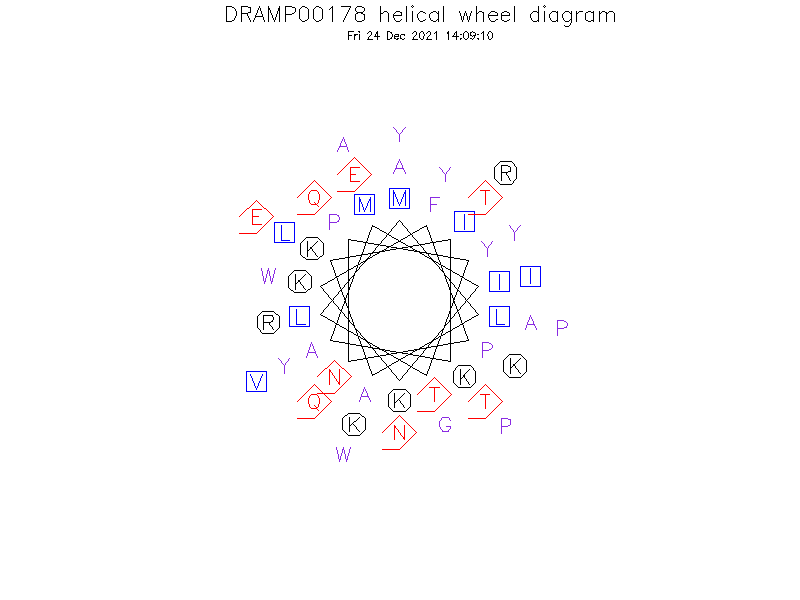 DRAMP00178 helical wheel diagram
Fri 24 Dec 2021 14:09:10
Y
A
A Y R
E
Q T
M M F
E P I
L Y Y
K
W K I I
R L L A P
A P
Y N K K
V
Q A K T T
K N G P
W